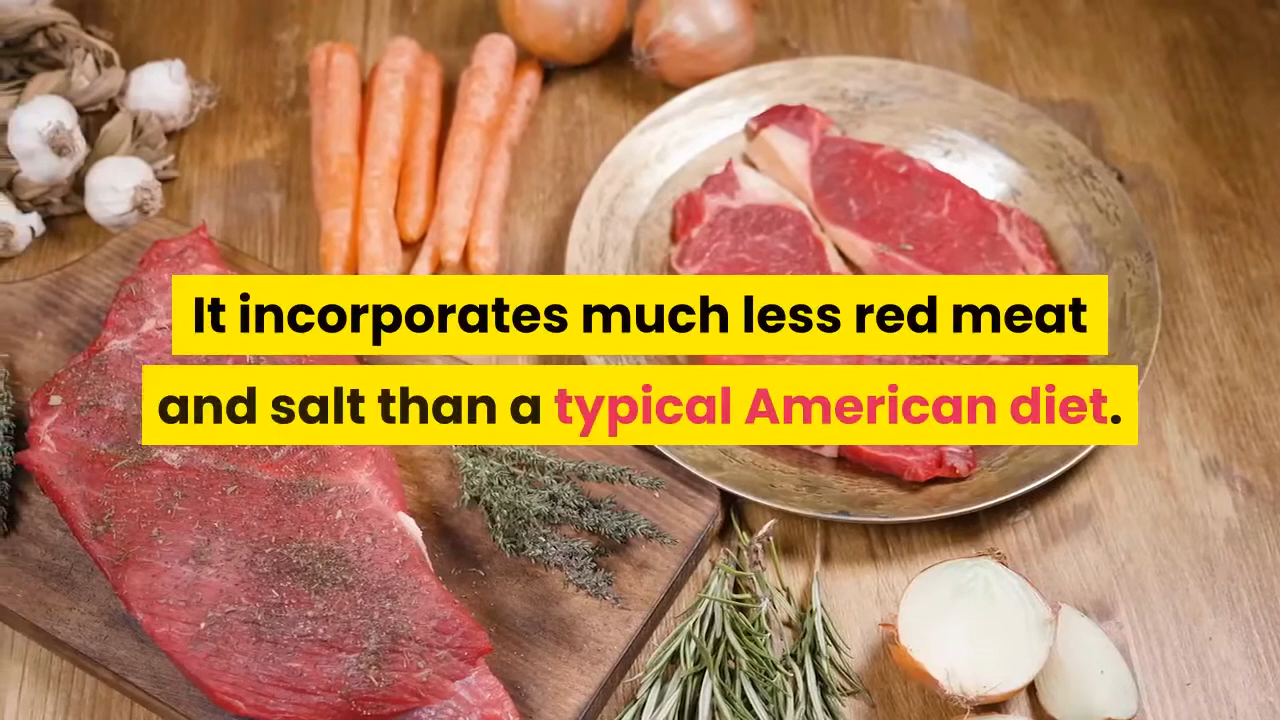 It incorporates much less red meat
and salt than a typical American diet.